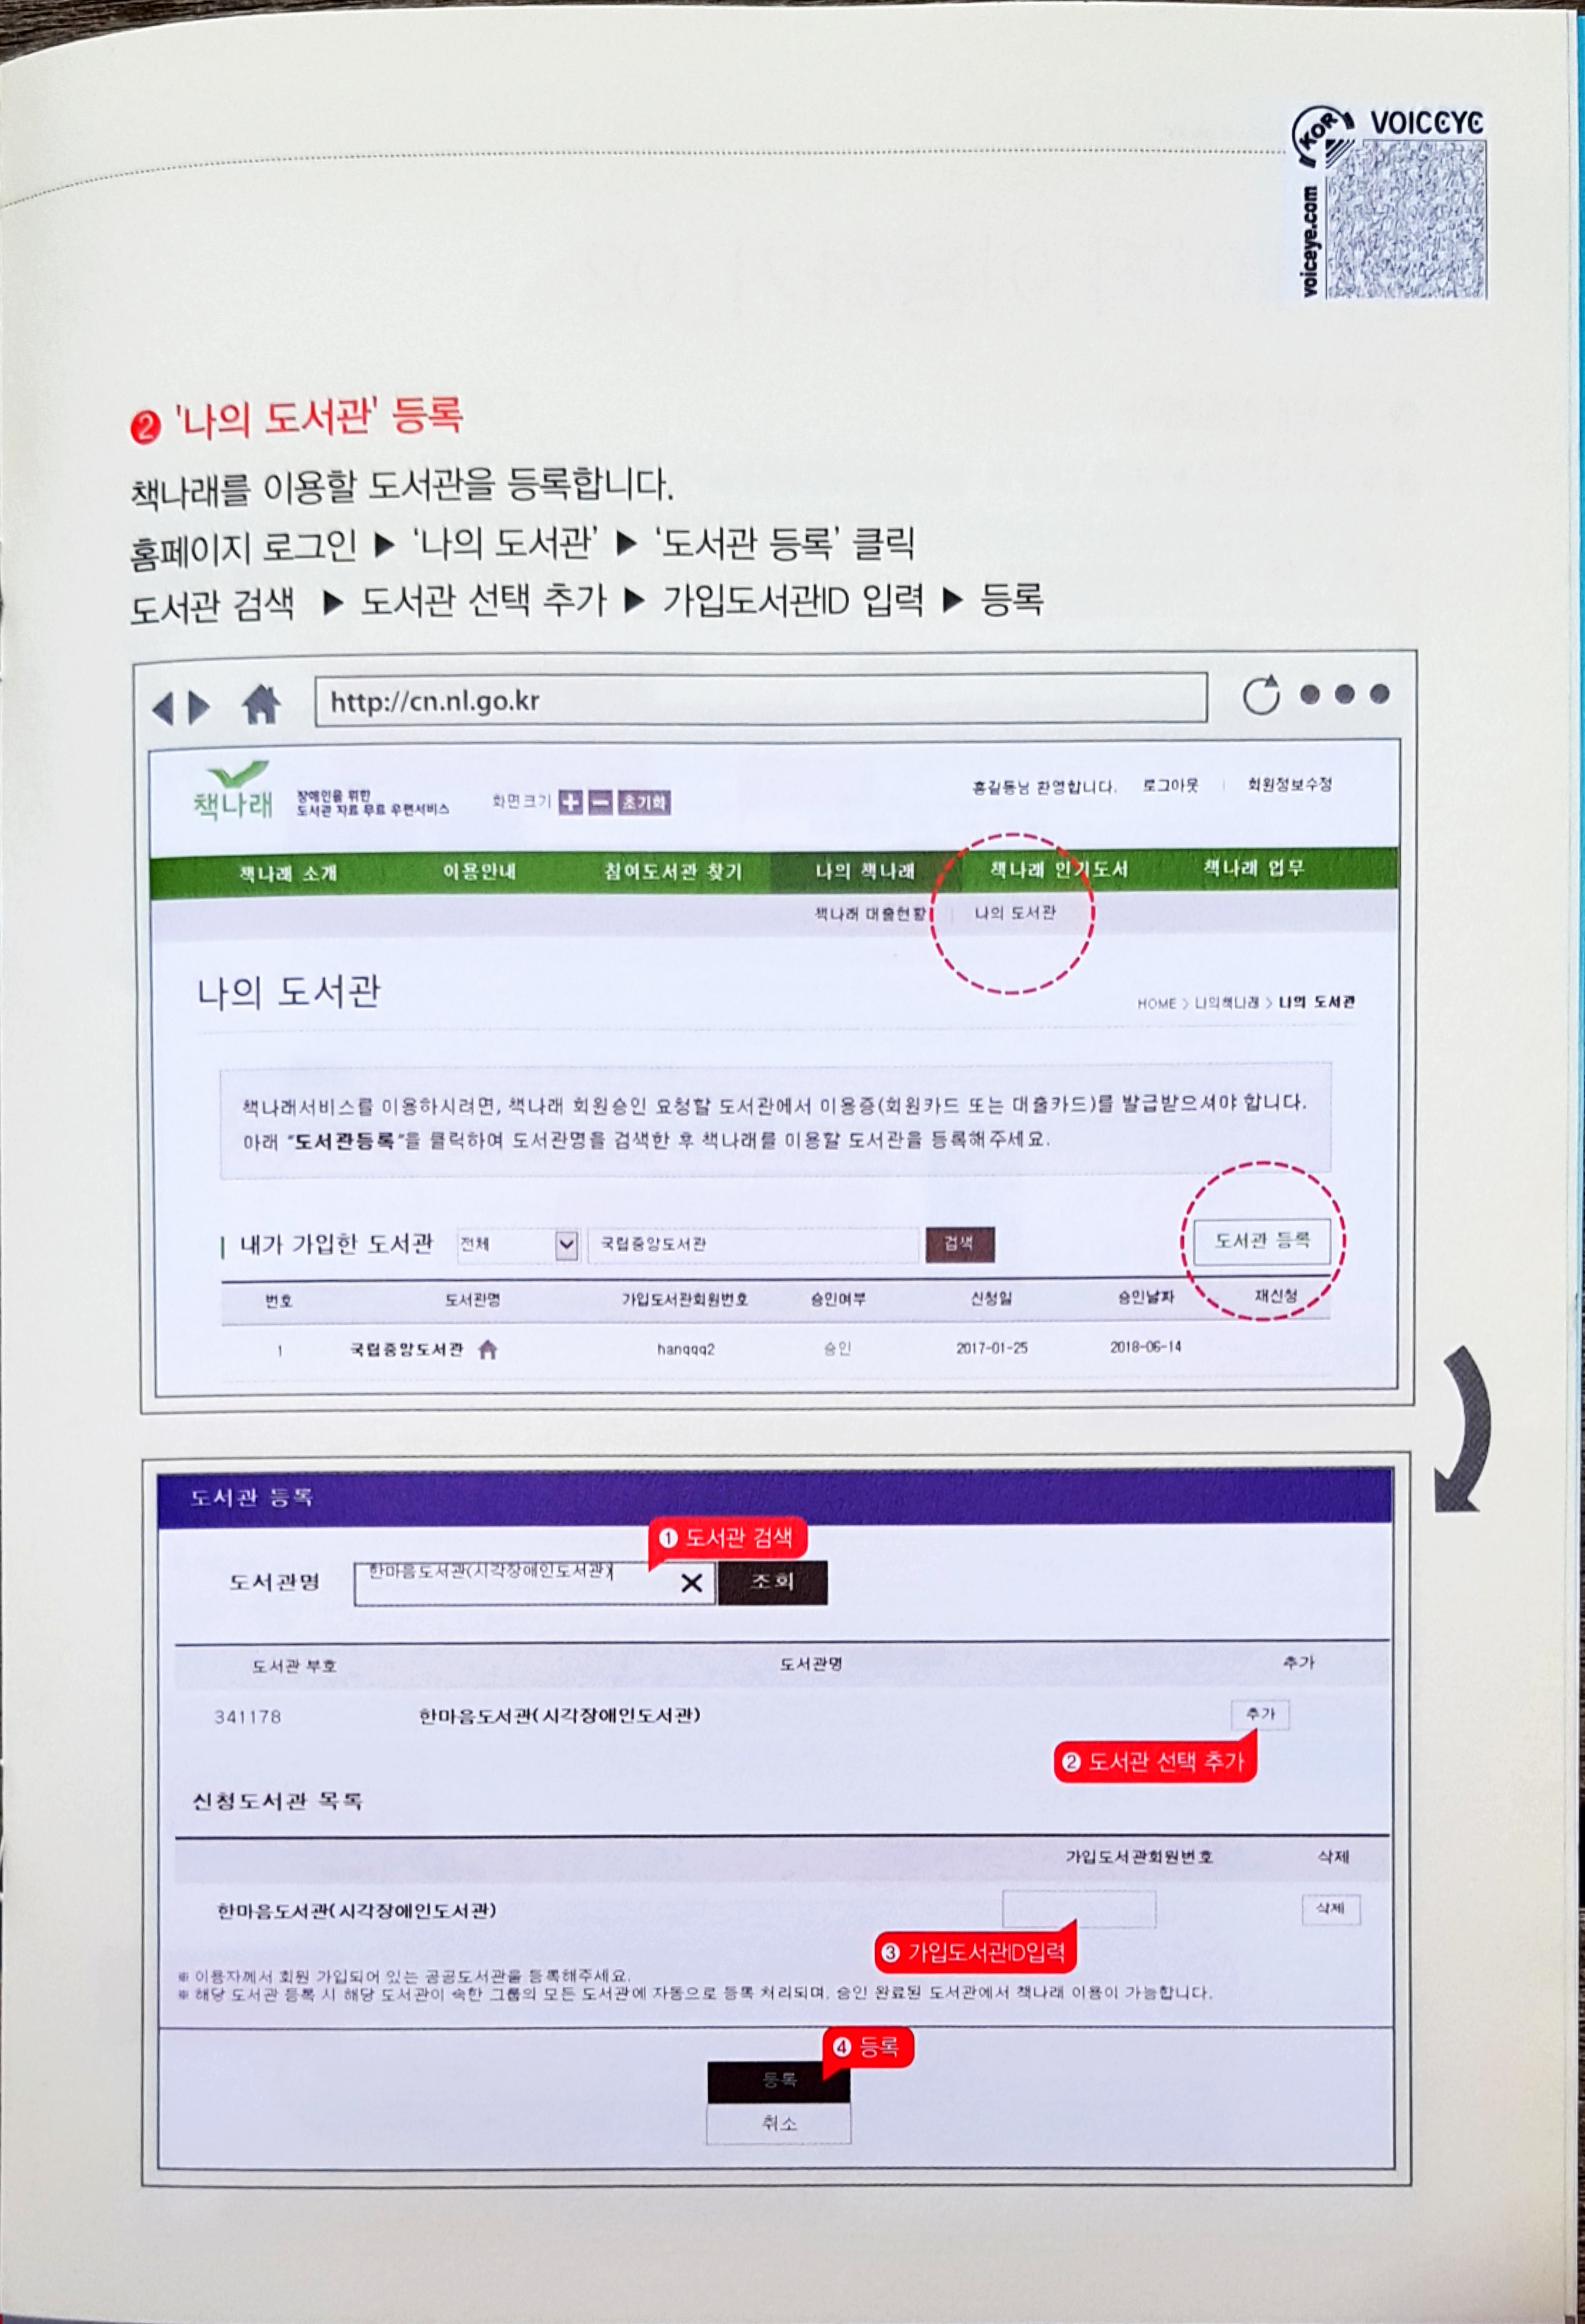 KOR VOICEYE
voiceye.com
❷ '나의 도서관' 등록
책나래를 이용할 도서관을 등록합니다.
홈페이지 로그인 ▶ '나의 도서관' ▶ '도서관 등록' 클릭
도서관 검색 ▶ 도서관 선택 추가 ▶ 가입도서관ID 입력 ▶ 등록
http://cn.nl.go.kr
책나래 장애인을 위한 도서관 자료 무료 우편서비스 화면크기 + − 초기화 홍길동님 환영합니다. 로그아웃 | 회원정보수정
책나래 소개 이용안내 참여도서관 찾기 나의 책나래 책나래 인기도서 책나래 업무
책나래 대출현황 | 나의 도서관
나의 도서관
HOME > 나의책나래 > 나의 도서관
책나래서비스를 이용하시려면, 책나래 회원승인 요청할 도서관에서 이용증(회원카드 또는 대출카드)를 발급받으셔야 합니다.
아래 "도서관등록"을 클릭하여 도서관명을 검색한 후 책나래를 이용할 도서관을 등록해주세요.
내가 가입한 도서관 전체 국립중앙도서관 검색 도서관 등록
번호 도서관명 가입도서관회원번호 승인여부 신청일 승인날짜 재신청
1 국립중앙도서관 hanqqq2 승인 2017-01-25 2018-06-14
도서관 등록
❶ 도서관 검색
도서관명 한마음도서관(시각장애인도서관) X 조회
도서관 부호 도서관명 추가
341178 한마음도서관(시각장애인도서관) 추가
❷ 도서관 선택 추가
신청도서관 목록
가입도서관회원번호 삭제
한마음도서관(시각장애인도서관) 삭제
❸ 가입도서관ID입력
※ 이용자께서 회원 가입되어 있는 공공도서관을 등록해주세요.
※ 해당 도서관 등록 시 해당 도서관이 속한 그룹의 모든 도서관에 자동으로 등록 처리되며, 승인 완료된 도서관에서 책나래 이용이 가능합니다.
❹ 등록
등록
취소